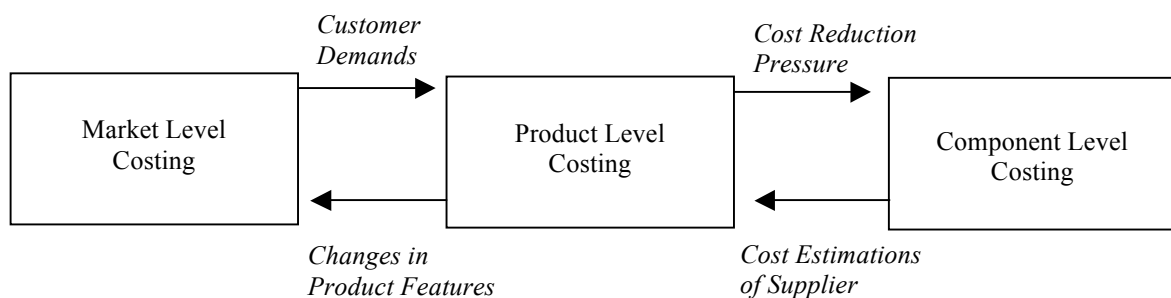 Customer
Demands
Cost Reduction
Pressure
Market Level
Costing
Product Level
Costing
Component Level
Costing
Changes in
Product Features
Cost Estimations
of Supplier